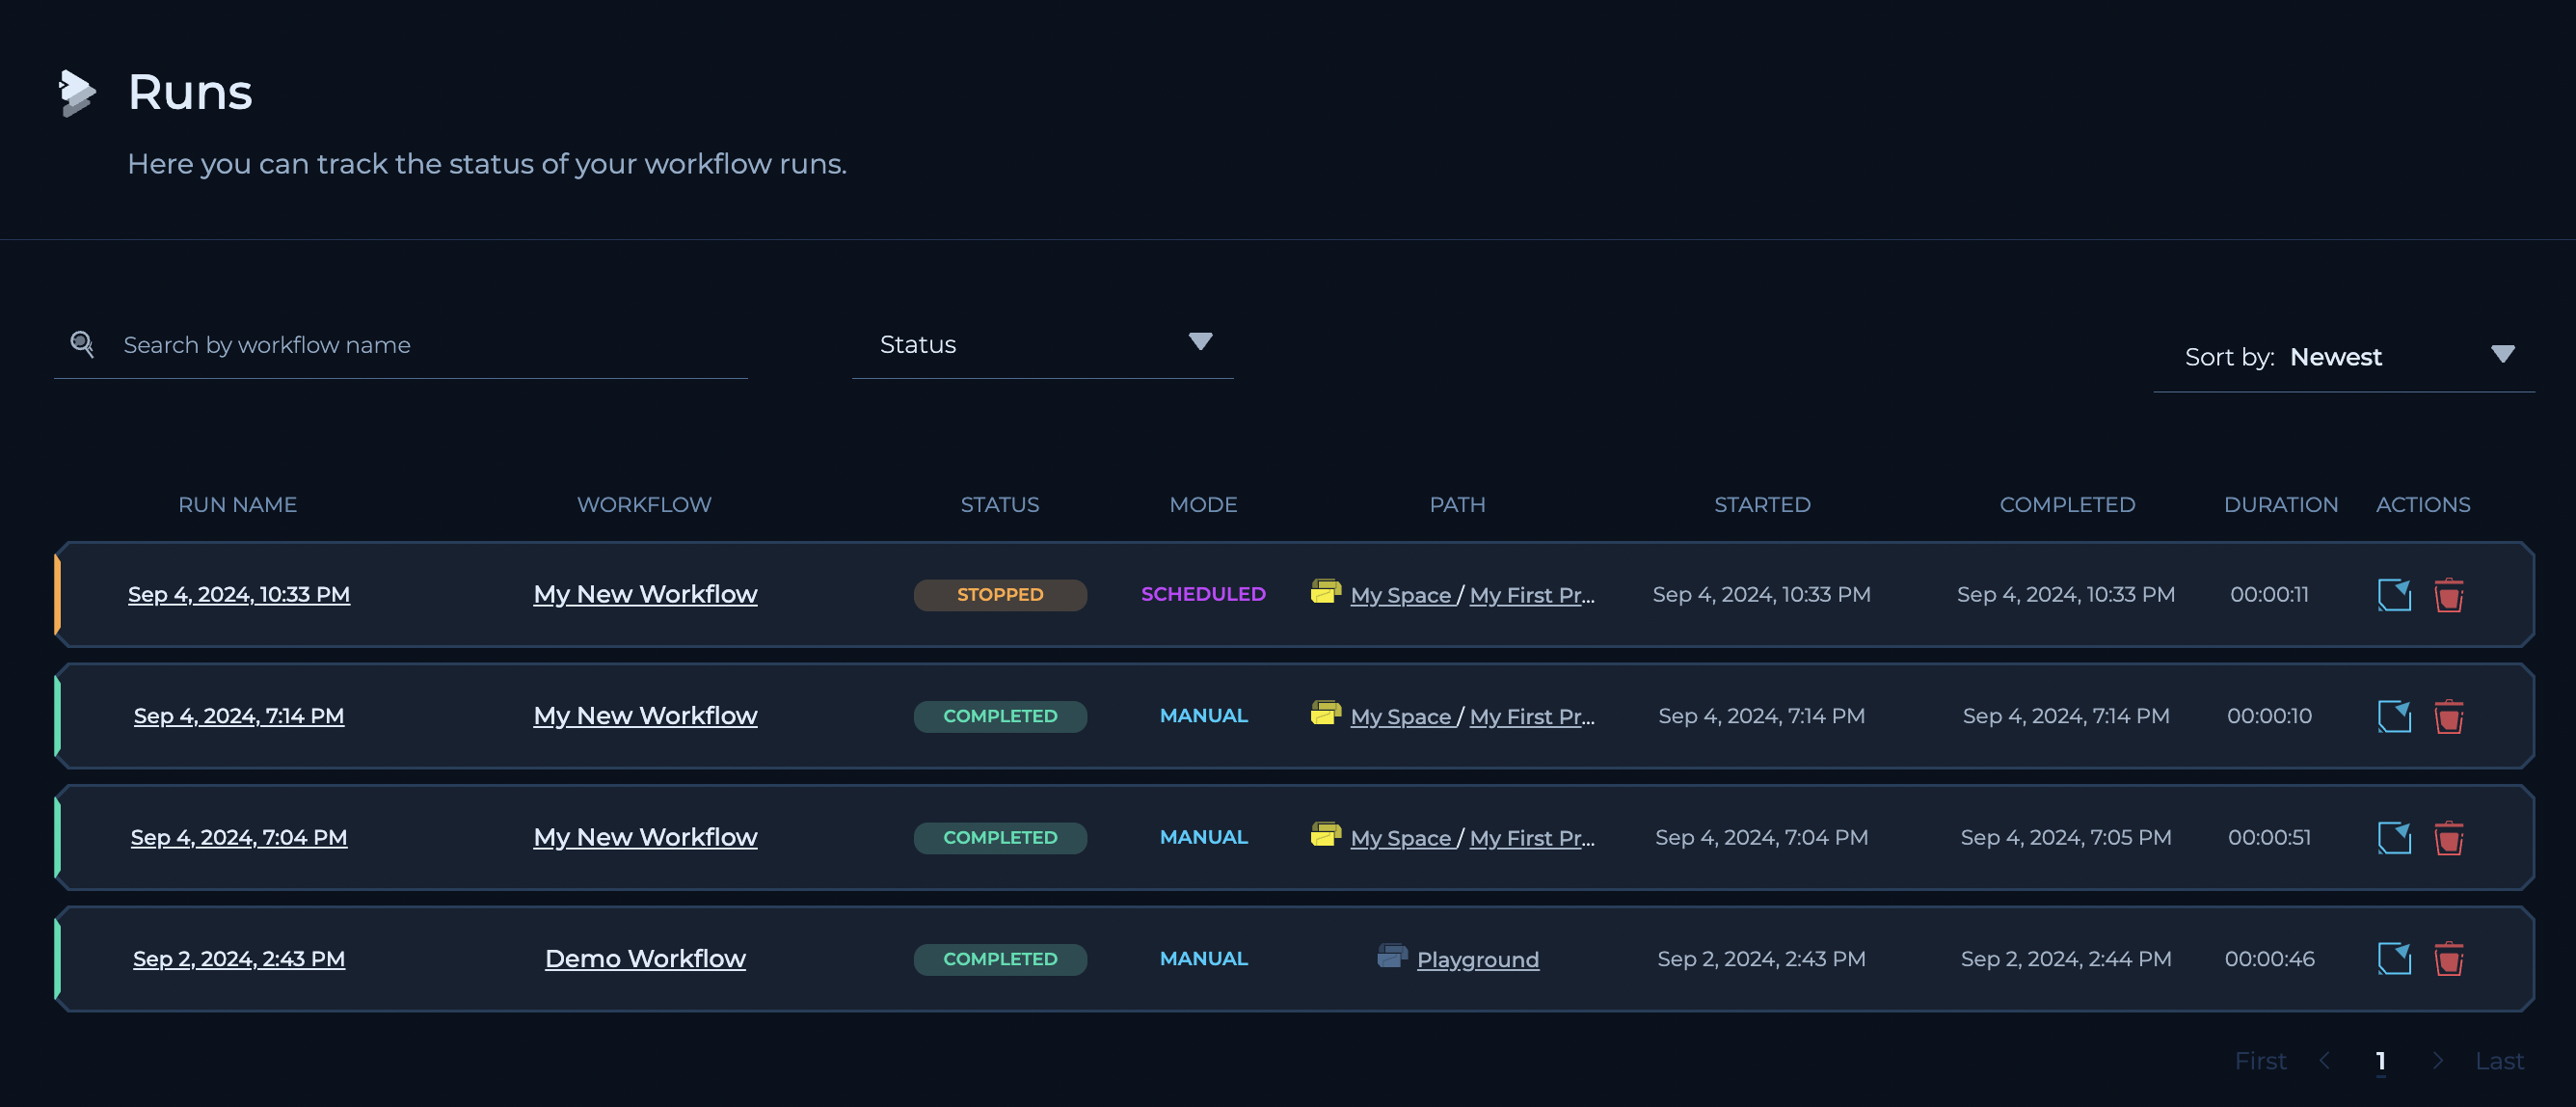 Runs
Here you can track the status of your workflow runs.
Search by workflow name
Status
Sort by: Newest
RUN NAME WORKFLOW STATUS MODE PATH STARTED COMPLETED DURATION ACTIONS
Sep 4, 2024, 10:33 PM My New Workflow STOPPED SCHEDULED My Space / My First Pr... Sep 4, 2024, 10:33 PM Sep 4, 2024, 10:33 PM 00:00:11
Sep 4, 2024, 7:14 PM My New Workflow COMPLETED MANUAL My Space / My First Pr... Sep 4, 2024, 7:14 PM Sep 4, 2024, 7:14 PM 00:00:10
Sep 4, 2024, 7:04 PM My New Workflow COMPLETED MANUAL My Space / My First Pr... Sep 4, 2024, 7:04 PM Sep 4, 2024, 7:05 PM 00:00:51
Sep 2, 2024, 2:43 PM Demo Workflow COMPLETED MANUAL Playground Sep 2, 2024, 2:43 PM Sep 2, 2024, 2:44 PM 00:00:46
First < 1 > Last